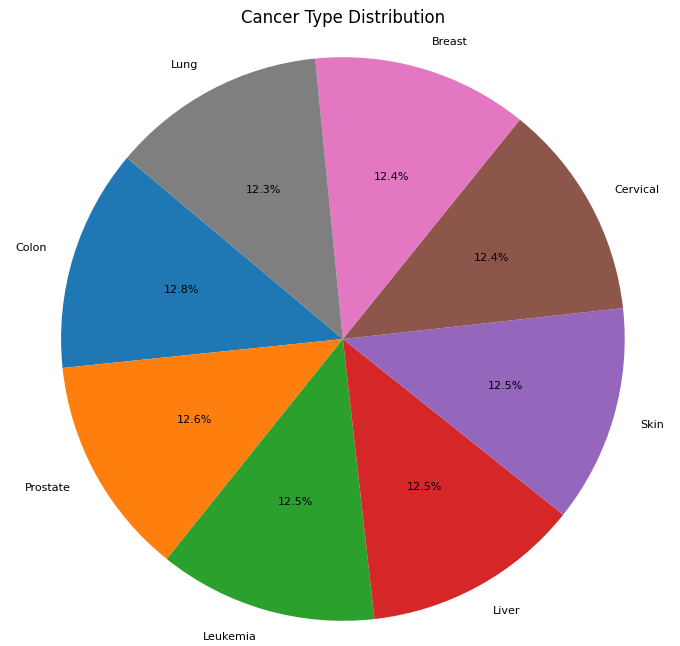 Cancer Type Distribution
Breast
Lung
12.4%
12.3%
Cervical
Colon
12.4%
12.8%
12.5%
Skin
12.6%
Prostate
12.5%
12.5%
Liver
Leukemia